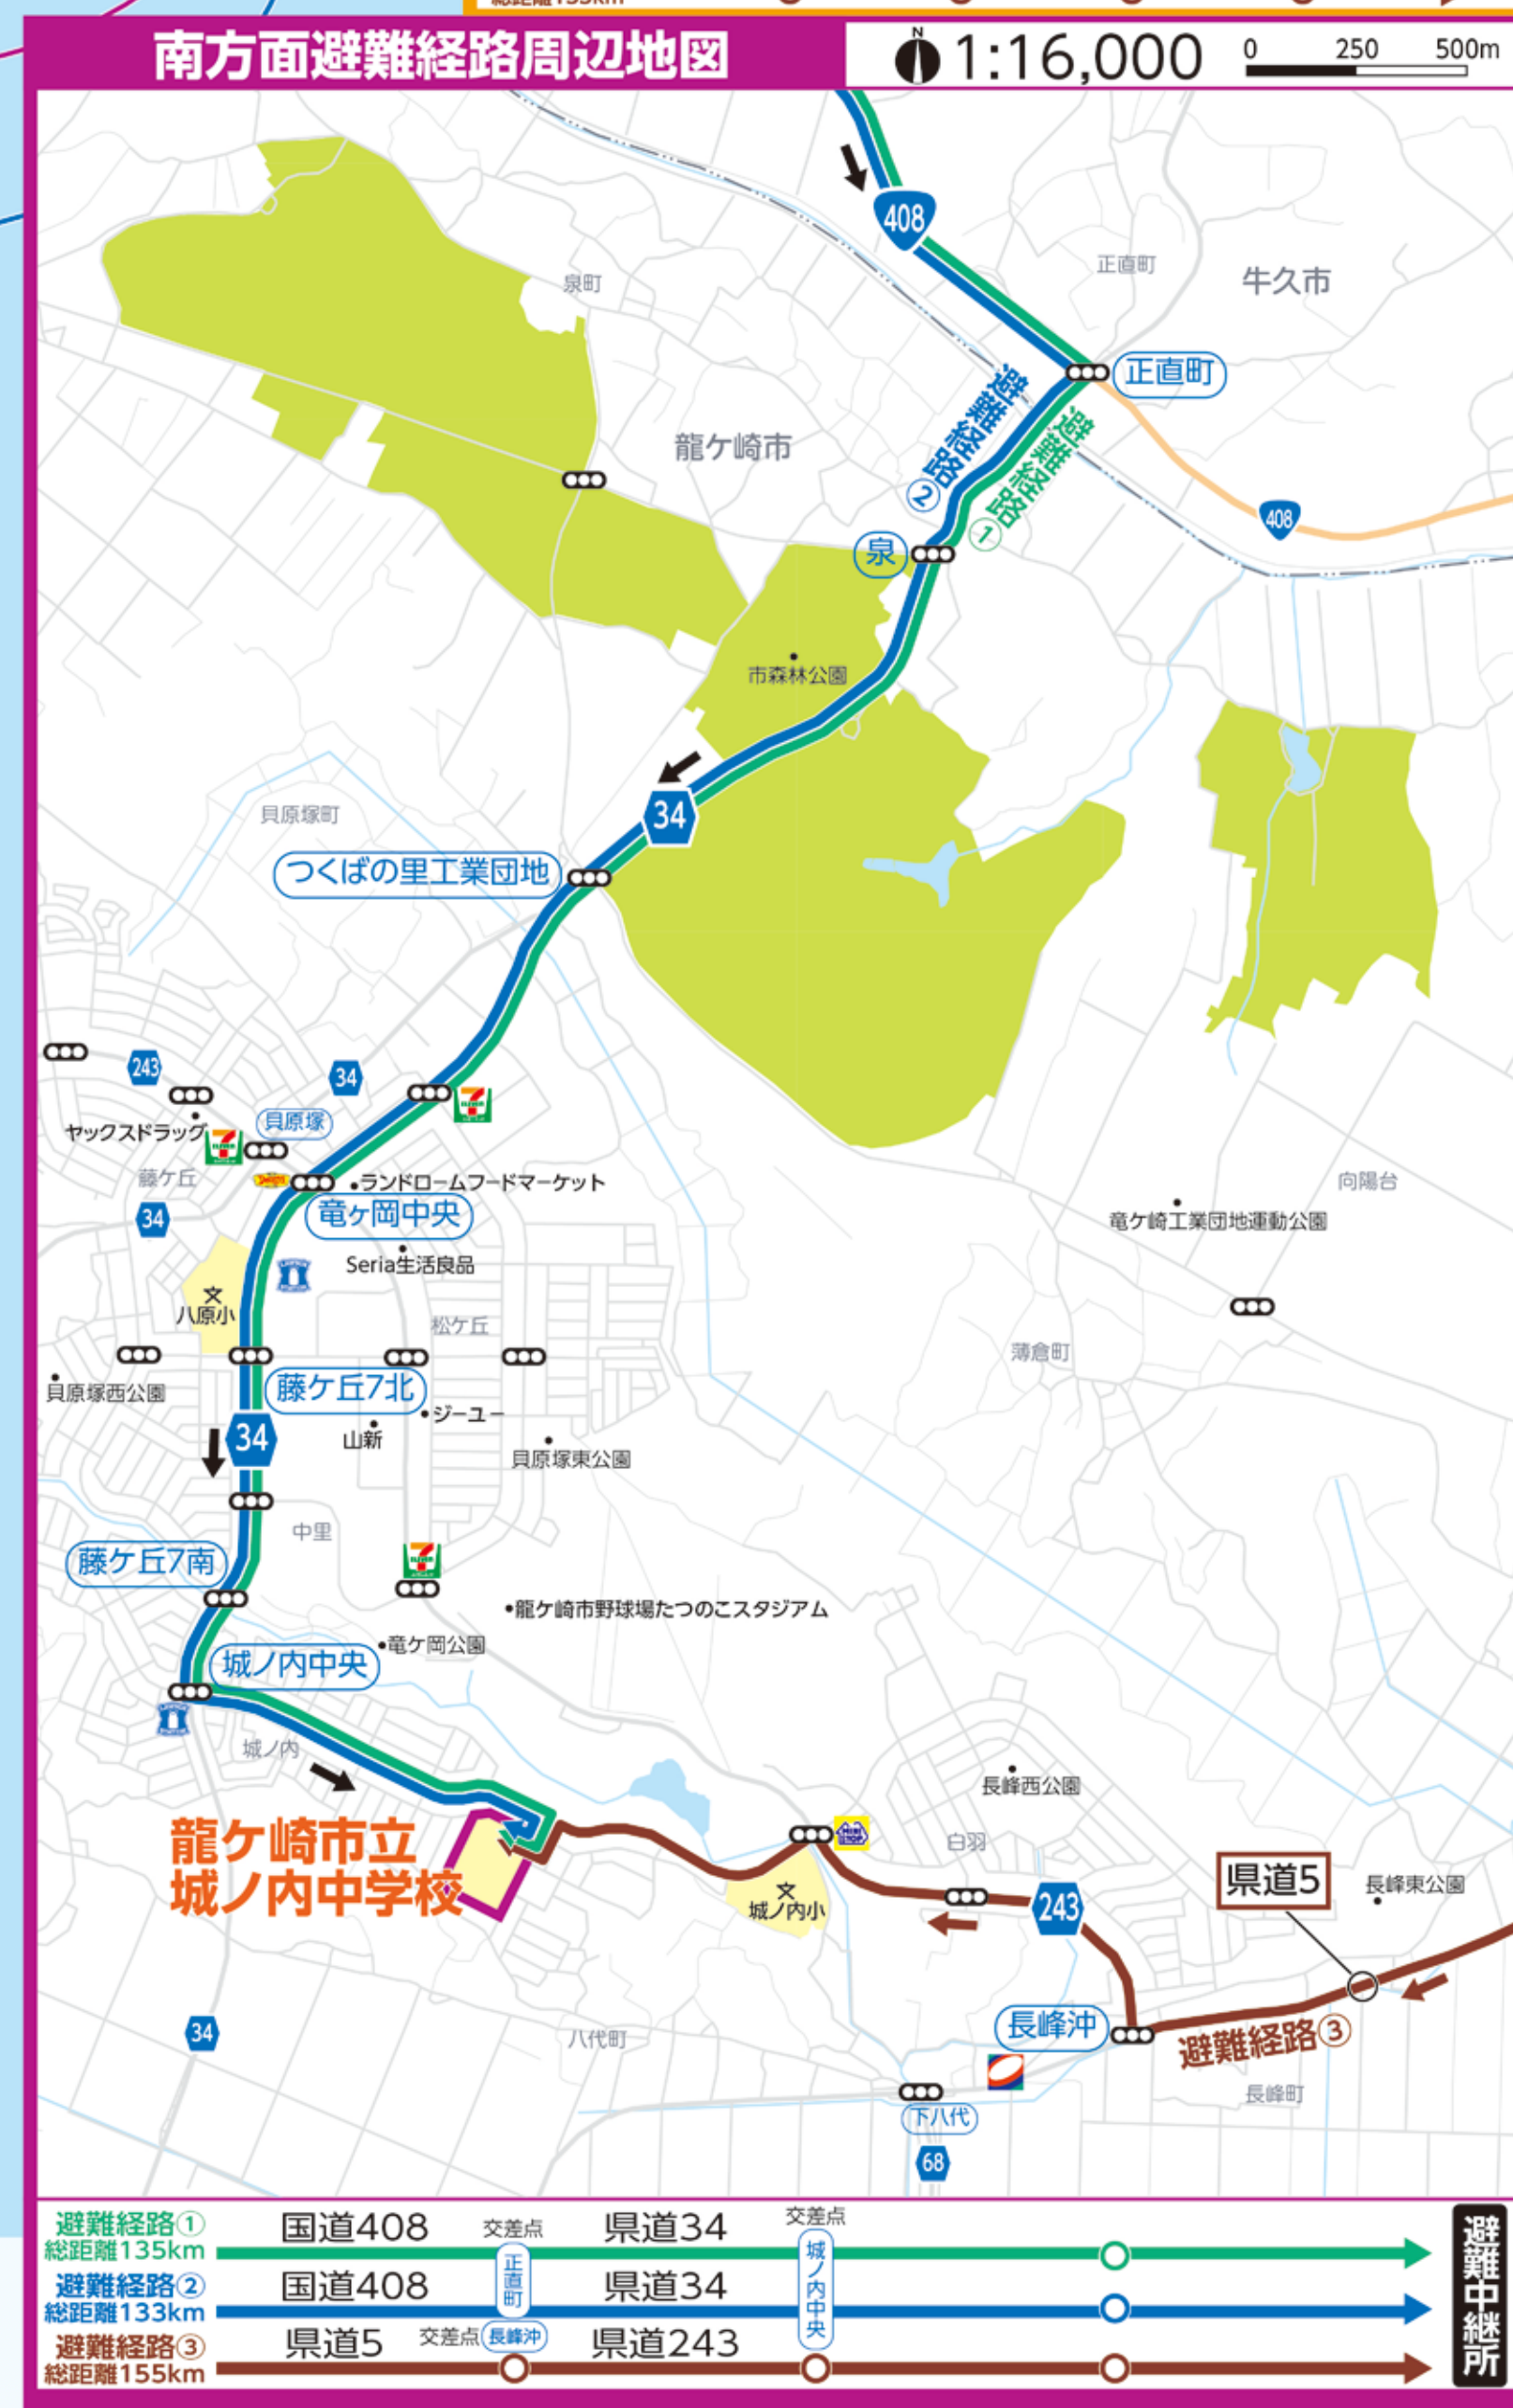 総距離155km
南方面避難経路周辺地図
N
1:16,000
0 250 500m
408
正直町
牛久市
泉町
正直町
避難経路②
避難経路①
龍ケ崎市
408
泉
市森林公園
34
貝原塚町
つくばの里工業団地
243
34
貝原塚
ヤックスドラッグ
藤ケ丘
ランドロームフードマーケット
向陽台
34
竜ヶ岡中央
竜ケ崎工業団地運動公園
Seria生活良品
八原小
松ケ丘
薄倉町
貝原塚西公園
藤ケ丘7北
ジーユー
34
山新
貝原塚東公園
中里
藤ケ丘7南
龍ケ崎市野球場たつのこスタジアム
竜ケ岡公園
城ノ内中央
城ノ内
長峰西公園
龍ケ崎市立
城ノ内中学校
白羽
城ノ内小
243
県道5
長峰東公園
34
八代町
長峰沖
避難経路③
長峰町
下八代
68
避難経路①
総距離135km
国道408
交差点
正直町
県道34
交差点
城ノ内中央
避難経路②
総距離133km
国道408
県道34
避難経路③
総距離155km
県道5
交差点
長峰沖
県道243
避難中継所